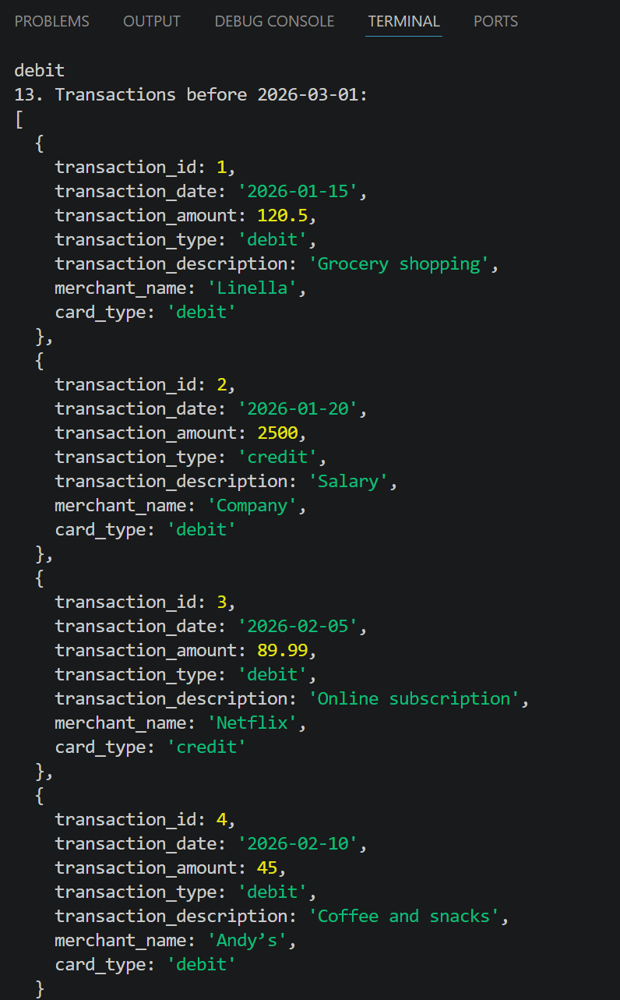 PROBLEMS OUTPUT DEBUG CONSOLE TERMINAL PORTS
debit
13. Transactions before 2026-03-01:
[
  {
    transaction_id: 1,
    transaction_date: '2026-01-15',
    transaction_amount: 120.5,
    transaction_type: 'debit',
    transaction_description: 'Grocery shopping',
    merchant_name: 'Linella',
    card_type: 'debit'
  },
  {
    transaction_id: 2,
    transaction_date: '2026-01-20',
    transaction_amount: 2500,
    transaction_type: 'credit',
    transaction_description: 'Salary',
    merchant_name: 'Company',
    card_type: 'debit'
  },
  {
    transaction_id: 3,
    transaction_date: '2026-02-05',
    transaction_amount: 89.99,
    transaction_type: 'debit',
    transaction_description: 'Online subscription',
    merchant_name: 'Netflix',
    card_type: 'credit'
  },
  {
    transaction_id: 4,
    transaction_date: '2026-02-10',
    transaction_amount: 45,
    transaction_type: 'debit',
    transaction_description: 'Coffee and snacks',
    merchant_name: 'Andy’s',
    card_type: 'debit'
  }